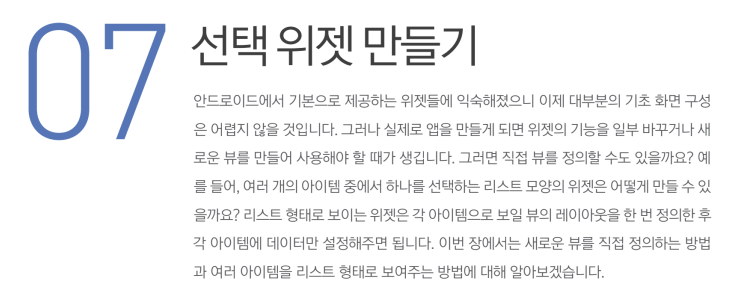 07 선택 위젯 만들기
안드로이드에서 기본으로 제공하는 위젯들에 익숙해졌으니 이제 대부분의 기초 화면 구성
은 어렵지 않을 것입니다. 그러나 실제로 앱을 만들게 되면 위젯의 기능을 일부 바꾸거나 새
로운 뷰를 만들어 사용해야 할 때가 생깁니다. 그러면 직접 뷰를 정의할 수도 있을까요? 예
를 들어, 여러 개의 아이템 중에서 하나를 선택하는 리스트 모양의 위젯은 어떻게 만들 수 있
을까요? 리스트 형태로 보이는 위젯은 각 아이템으로 보일 뷰의 레이아웃을 한 번 정의한 후
각 아이템에 데이터만 설정해주면 됩니다. 이번 장에서는 새로운 뷰를 직접 정의하는 방법
과 여러 아이템을 리스트 형태로 보여주는 방법에 대해 알아보겠습니다.